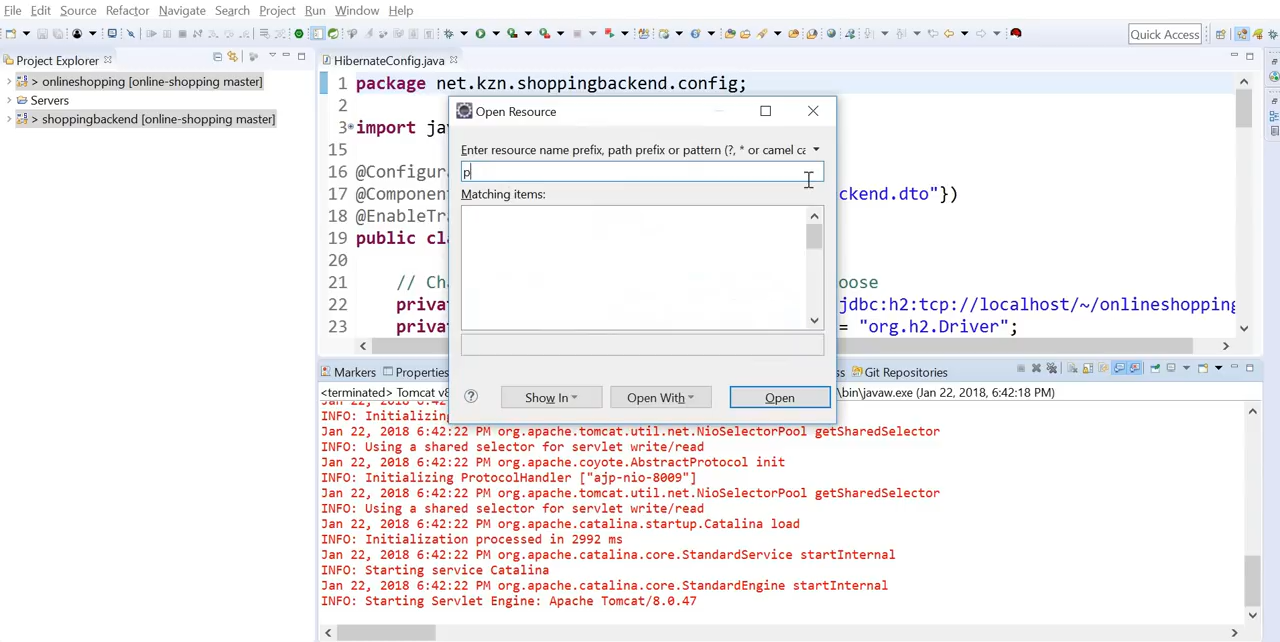 File Edit Source Refactor Navigate Search Project Run Window Help
Quick Access
Project Explorer
> onlineshopping [online-shopping master]
Servers
> shoppingbackend [online-shopping master]
HibernateConfig.java
1 package net.kzn.shoppingbackend.config;
2
3 import jav
15
16 @Configur
17 @Componen
ckend.dto"})
18 @EnableTra
19 public cla
20
21 // Ch
oose
22 privat
jdbc:h2:tcp://localhost/~/onlineshopping
23 privat
= "org.h2.Driver";
Open Resource
Enter resource name prefix, path prefix or pattern (?, * or camel ca
p
Matching items:
Show In
Open With
Open
Markers Properties
Git Repositories
<terminated> Tomcat v8
\bin\javaw.exe (Jan 22, 2018, 6:42:18 PM)
INFO: Initializing
Jan 22, 2018 6:42:22 PM org.apache.tomcat.util.net.NioSelectorPool getSharedSelector
INFO: Using a shared selector for servlet write/read
Jan 22, 2018 6:42:22 PM org.apache.coyote.AbstractProtocol init
INFO: Initializing ProtocolHandler ["ajp-nio-8009"]
Jan 22, 2018 6:42:22 PM org.apache.tomcat.util.net.NioSelectorPool getSharedSelector
INFO: Using a shared selector for servlet write/read
Jan 22, 2018 6:42:22 PM org.apache.catalina.startup.Catalina load
INFO: Initialization processed in 2992 ms
Jan 22, 2018 6:42:22 PM org.apache.catalina.core.StandardService startInternal
INFO: Starting service Catalina
Jan 22, 2018 6:42:22 PM org.apache.catalina.core.StandardEngine startInternal
INFO: Starting Servlet Engine: Apache Tomcat/8.0.47